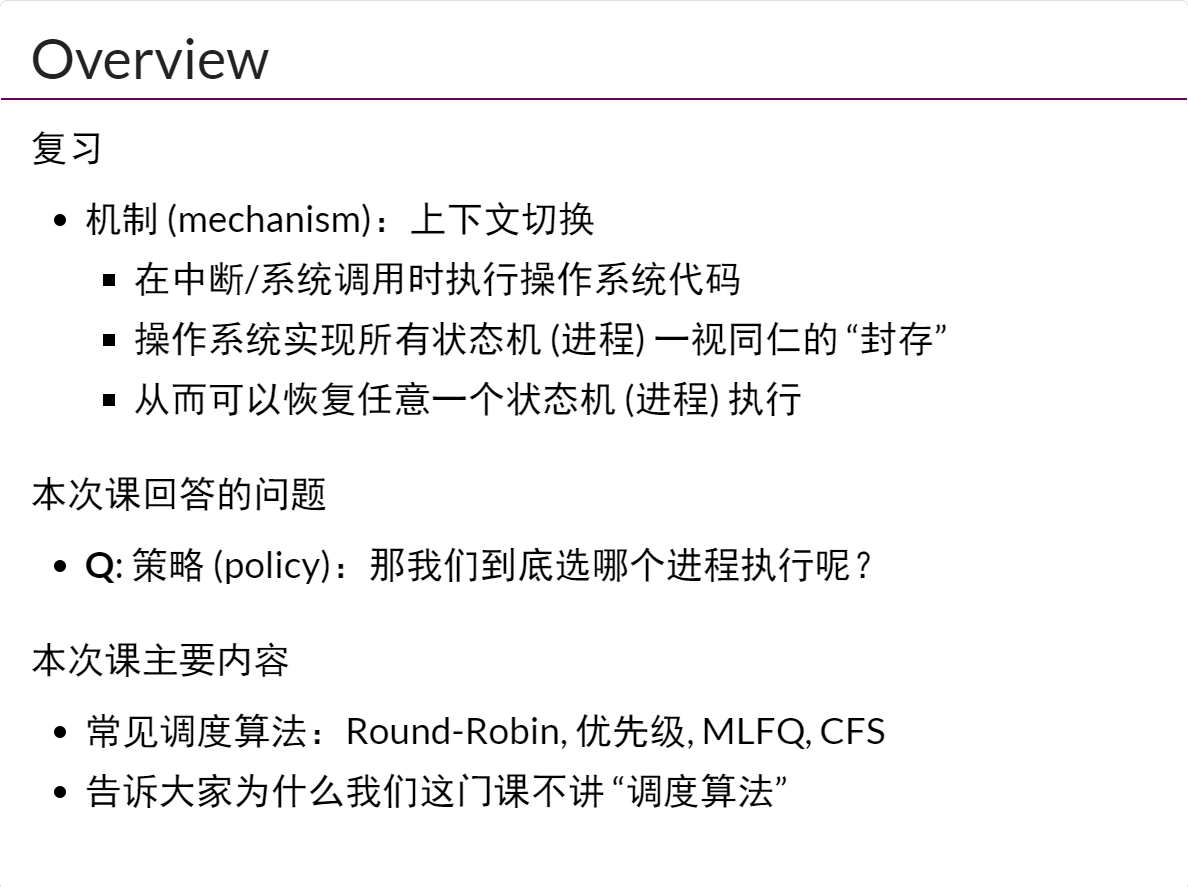 Overview
复习
机制 (mechanism)：上下文切换
在中断/系统调用时执行操作系统代码
操作系统实现所有状态机 (进程) 一视同仁的 “封存”
从而可以恢复任意一个状态机 (进程) 执行
本次课回答的问题
Q: 策略 (policy)：那我们到底选哪个进程执行呢？
本次课主要内容
常见调度算法：Round-Robin, 优先级, MLFQ, CFS
告诉大家为什么我们这门课不讲 “调度算法”